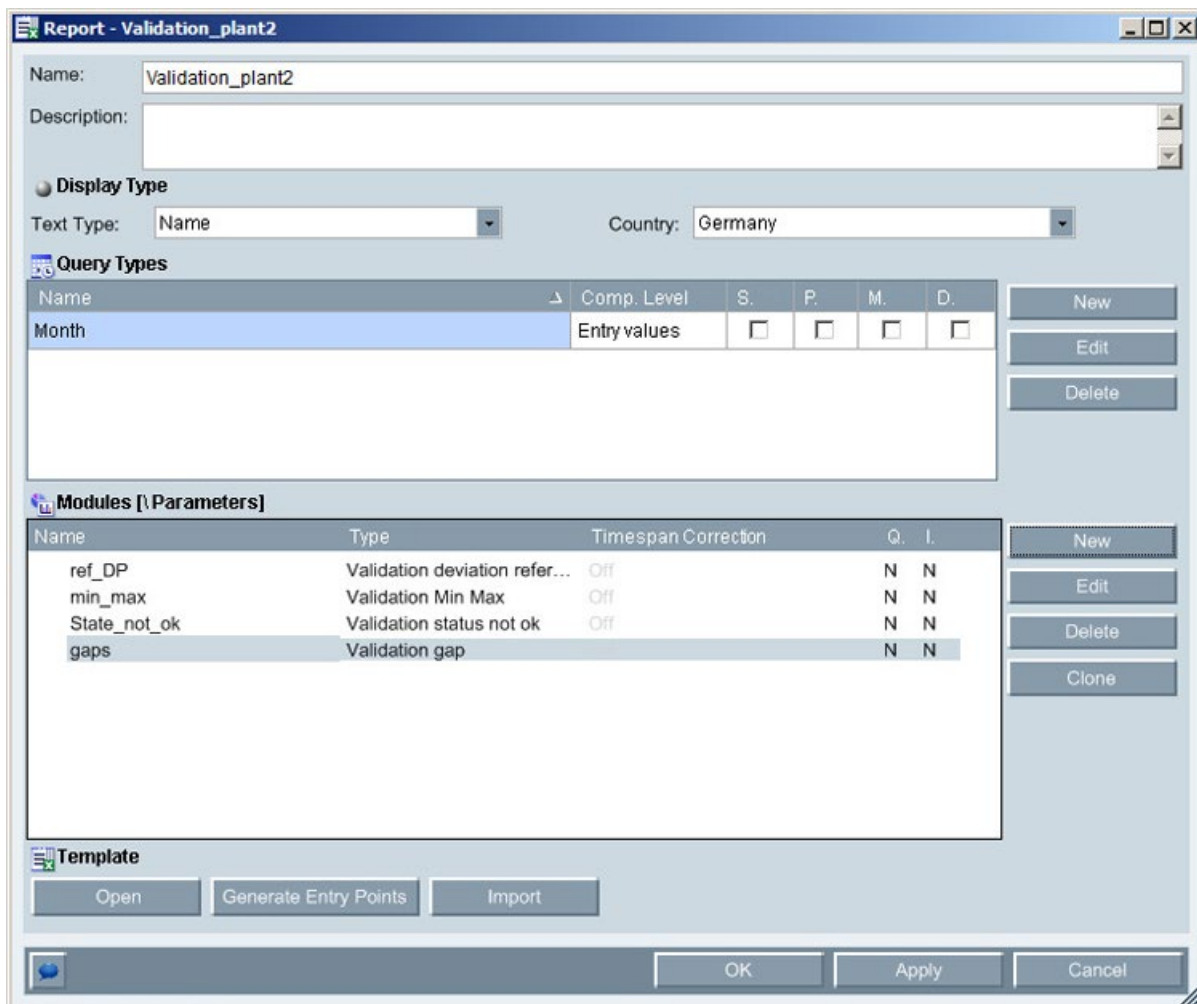 Report - Validation_plant2
Name: Validation_plant2
Description:
Display Type
Text Type: Name Country: Germany
Query Types
Name Comp. Level S. P. M. D.
New
Month Entry values
Edit
Delete
Modules [\Parameters]
Name Type Timespan Correction Q. I.
New
ref_DP Validation deviation refer... Off N N
Edit
min_max Validation Min Max Off N N
State_not_ok Validation status not ok Off N N
Delete
gaps Validation gap N N
Clone
Template
Open Generate Entry Points Import
OK Apply Cancel